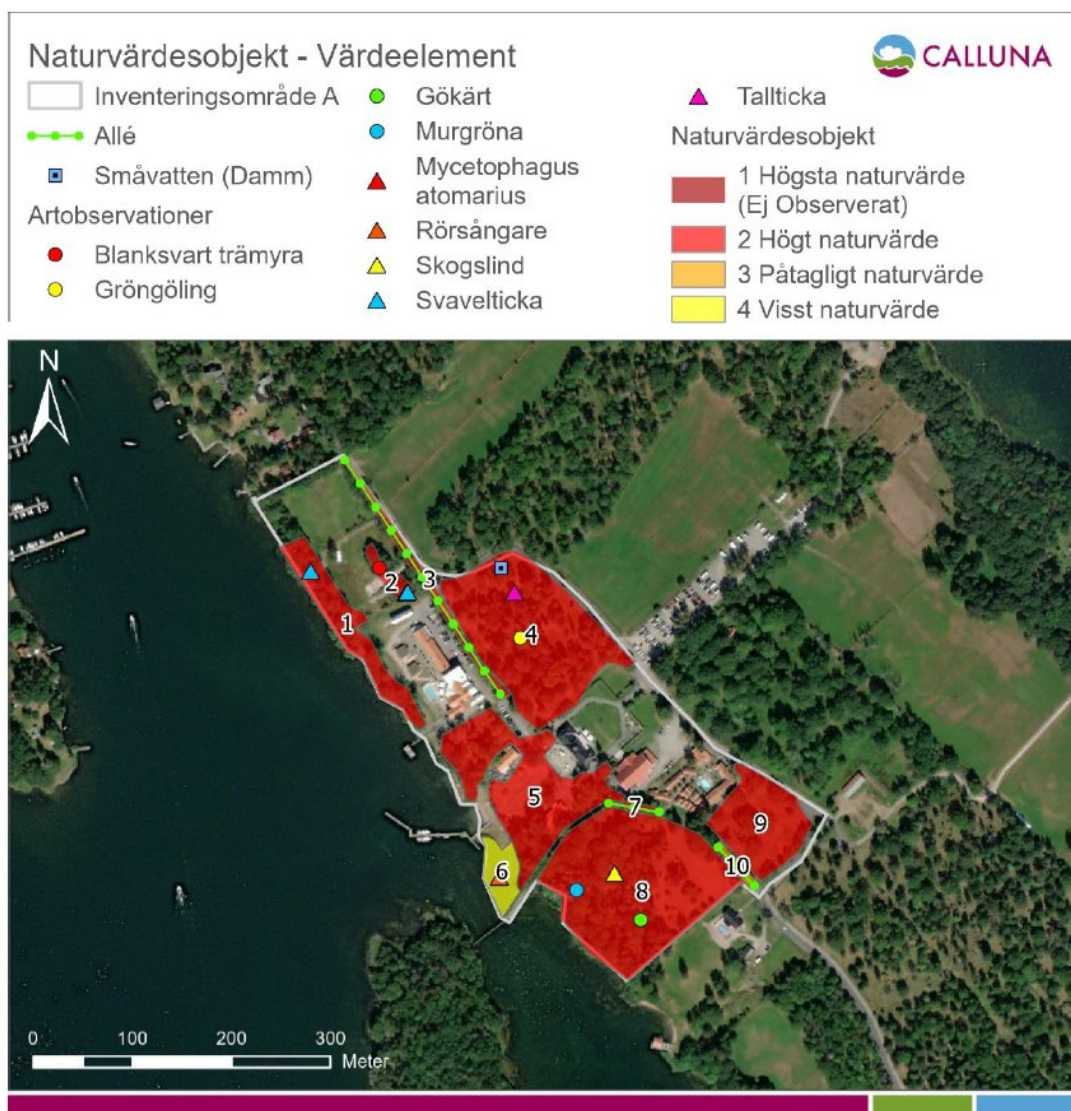 Naturvärdesobjekt - Värdeelement
CALLUNA
Inventeringsområde A
Allé
Småvatten (Damm)
Artobservationer
Blanksvart trämyra
Gröngöling
Gökärt
Murgröna
Mycetophagus
atomarius
Rörsångare
Skogslind
Svavelticka
Tallticka
Naturvärdesobjekt
1 Högsta naturvärde
(Ej Observerat)
2 Högt naturvärde
3 Påtagligt naturvärde
4 Visst naturvärde
N
1
2
3
4
5
6
7
8
9
10
0 100 200 300
Meter